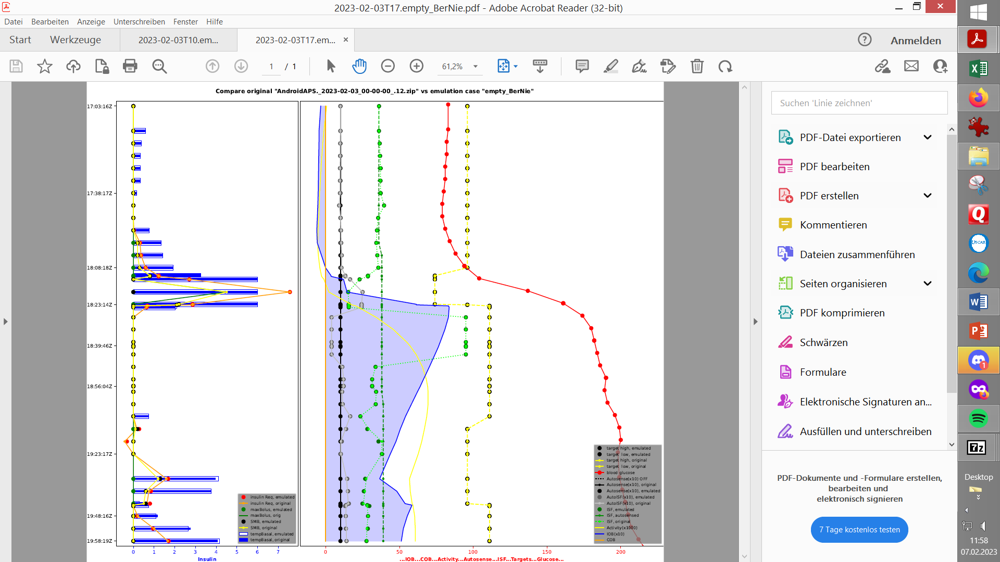 2023-02-03T17.empty_BerNie.pdf - Adobe Acrobat Reader (32-bit)
Datei Bearbeiten Anzeige Unterschreiben Fenster Hilfe
Start Werkzeuge 2023-02-03T10.em... 2023-02-03T17.em... Anmelden
1 / 1 61,2%
Compare original "AndroidAPS._2023-02-03_00-00-00_.12.zip" vs emulation case "empty_BerNie"
17:03:16Z
17:38:17Z
18:08:18Z
18:23:14Z
18:39:46Z
18:56:04Z
19:23:17Z
19:48:16Z
19:58:19Z
insulin Req, emulated
insulin Req, original
maxBolus, emulated
maxBolus, orig
SMB, emulated
SMB, original
tempBasal, emulated
tempBasal, original
0 1 2 3 4 5 6 7
Insulin
target high, emulated
target low, emulated
target high, original
target low, original
blood glucose
Autosense(x10) OFF
Autosense(x10), original
Autosense(x10), emulated
AutoISF(x10), emulated
AutoISF(x10), original
ISF, emulated
ISF, autosensed
ISF, original
Activity(x1000)
IOB(x10)
COB
0 50 100 150 200
...IOB...COB...Activity...Autosense...ISF...Targets...Glucose...
Suchen 'Linie zeichnen'
PDF-Datei exportieren
PDF bearbeiten
PDF erstellen
Kommentieren
Dateien zusammenführen
Seiten organisieren
PDF komprimieren
Schwärzen
Formulare
Elektronische Signaturen an...
Ausfüllen und unterschreiben
PDF-Dokumente und -Formulare erstellen,
bearbeiten und
elektronisch signieren
7 Tage kostenlos testen
Q
USCAR
1
7z
Desktop
11:58
07.02.2023